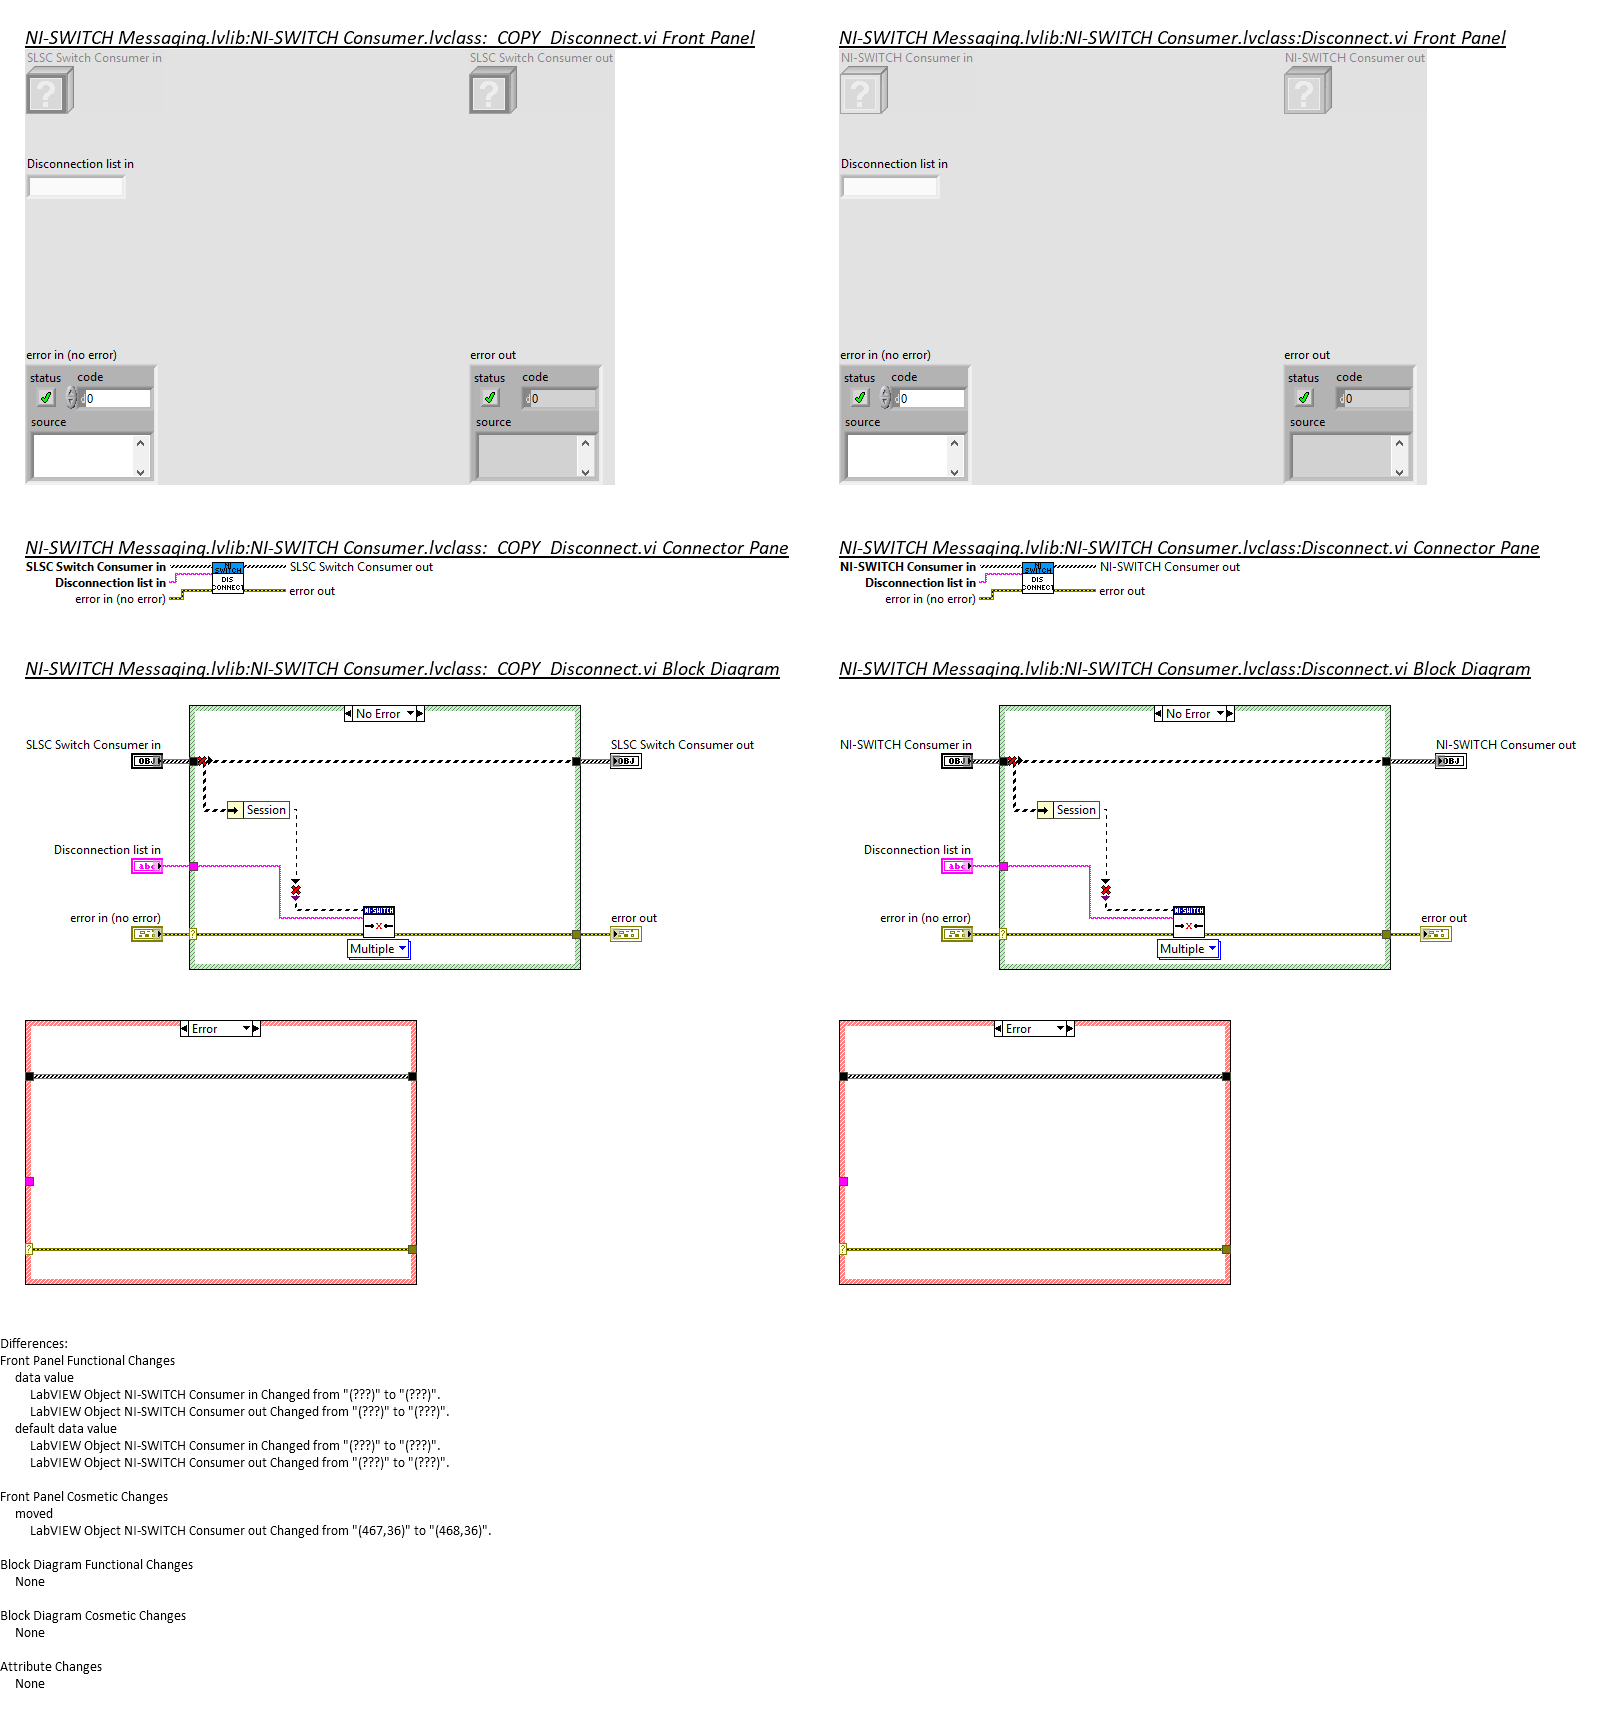 NI-SWITCH Messaging.lvlib:NI-SWITCH Consumer.lvclass:_COPY_Disconnect.vi Front Panel
SLSC Switch Consumer in
SLSC Switch Consumer out
?
?
Disconnection list in
error in (no error)
error out
status
code
status
code
d
0
d
0
source
source
NI-SWITCH Messaging.lvlib:NI-SWITCH Consumer.lvclass:Disconnect.vi Front Panel
NI-SWITCH Consumer in
NI-SWITCH Consumer out
?
?
Disconnection list in
error in (no error)
error out
status
code
status
code
d
0
d
0
source
source
NI-SWITCH Messaging.lvlib:NI-SWITCH Consumer.lvclass:_COPY_Disconnect.vi Connector Pane
SLSC Switch Consumer in
Disconnection list in
error in (no error)
NI
SWITCH
DIS
CONNECT
SLSC Switch Consumer out
error out
NI-SWITCH Messaging.lvlib:NI-SWITCH Consumer.lvclass:Disconnect.vi Connector Pane
NI-SWITCH Consumer in
Disconnection list in
error in (no error)
NI
SWITCH
DIS
CONNECT
NI-SWITCH Consumer out
error out
NI-SWITCH Messaging.lvlib:NI-SWITCH Consumer.lvclass:_COPY_Disconnect.vi Block Diagram
No Error
SLSC Switch Consumer in
OBJ
SLSC Switch Consumer out
OBJ
Session
Disconnection list in
abc
error in (no error)
?
NI-SWITCH
Multiple
error out
Error
?
NI-SWITCH Messaging.lvlib:NI-SWITCH Consumer.lvclass:Disconnect.vi Block Diagram
No Error
NI-SWITCH Consumer in
OBJ
NI-SWITCH Consumer out
OBJ
Session
Disconnection list in
abc
error in (no error)
?
NI-SWITCH
Multiple
error out
Error
?
Differences:
Front Panel Functional Changes
data value
LabVIEW Object NI-SWITCH Consumer in Changed from "(???)" to "(???)".
LabVIEW Object NI-SWITCH Consumer out Changed from "(???)" to "(???)".
default data value
LabVIEW Object NI-SWITCH Consumer in Changed from "(???)" to "(???)".
LabVIEW Object NI-SWITCH Consumer out Changed from "(???)" to "(???)".
Front Panel Cosmetic Changes
moved
LabVIEW Object NI-SWITCH Consumer out Changed from "(467,36)" to "(468,36)".
Block Diagram Functional Changes
None
Block Diagram Cosmetic Changes
None
Attribute Changes
None